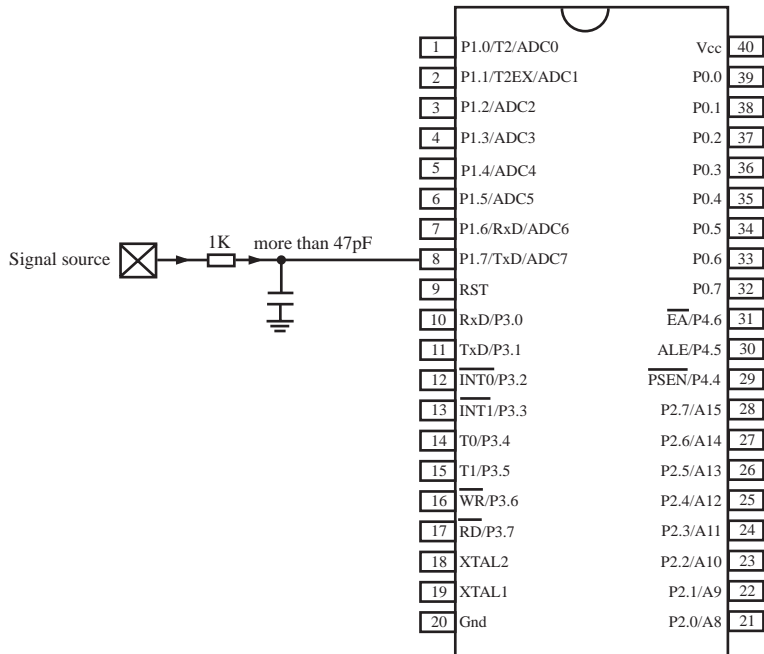 1 P1.0/T2/ADC0 Vcc 40
2 P1.1/T2EX/ADC1 P0.0 39
3 P1.2/ADC2 P0.1 38
4 P1.3/ADC3 P0.2 37
5 P1.4/ADC4 P0.3 36
6 P1.5/ADC5 P0.4 35
7 P1.6/RxD/ADC6 P0.5 34
Signal source 1K more than 47pF 8 P1.7/TxD/ADC7 P0.6 33
9 RST P0.7 32
10 RxD/P3.0 EA/P4.6 31
11 TxD/P3.1 ALE/P4.5 30
12 INT0/P3.2 PSEN/P4.4 29
13 INT1/P3.3 P2.7/A15 28
14 T0/P3.4 P2.6/A14 27
15 T1/P3.5 P2.5/A13 26
16 WR/P3.6 P2.4/A12 25
17 RD/P3.7 P2.3/A11 24
18 XTAL2 P2.2/A10 23
19 XTAL1 P2.1/A9 22
20 Gnd P2.0/A8 21